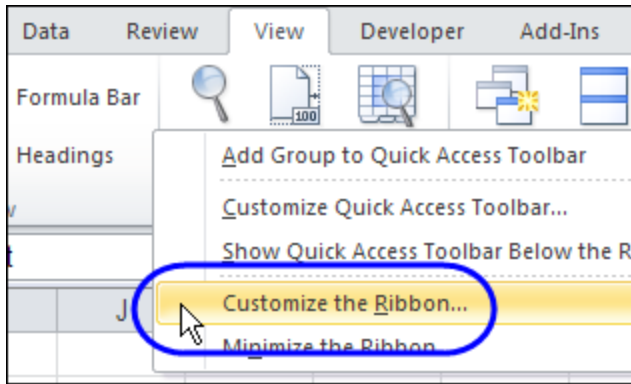 Data Review View Developer Add-Ins
Formula Bar
100
Headings
Add Group to Quick Access Toolbar
Customize Quick Access Toolbar...
Show Quick Access Toolbar Below the R
J
Customize the Ribbon...
Minimize the Ribbon